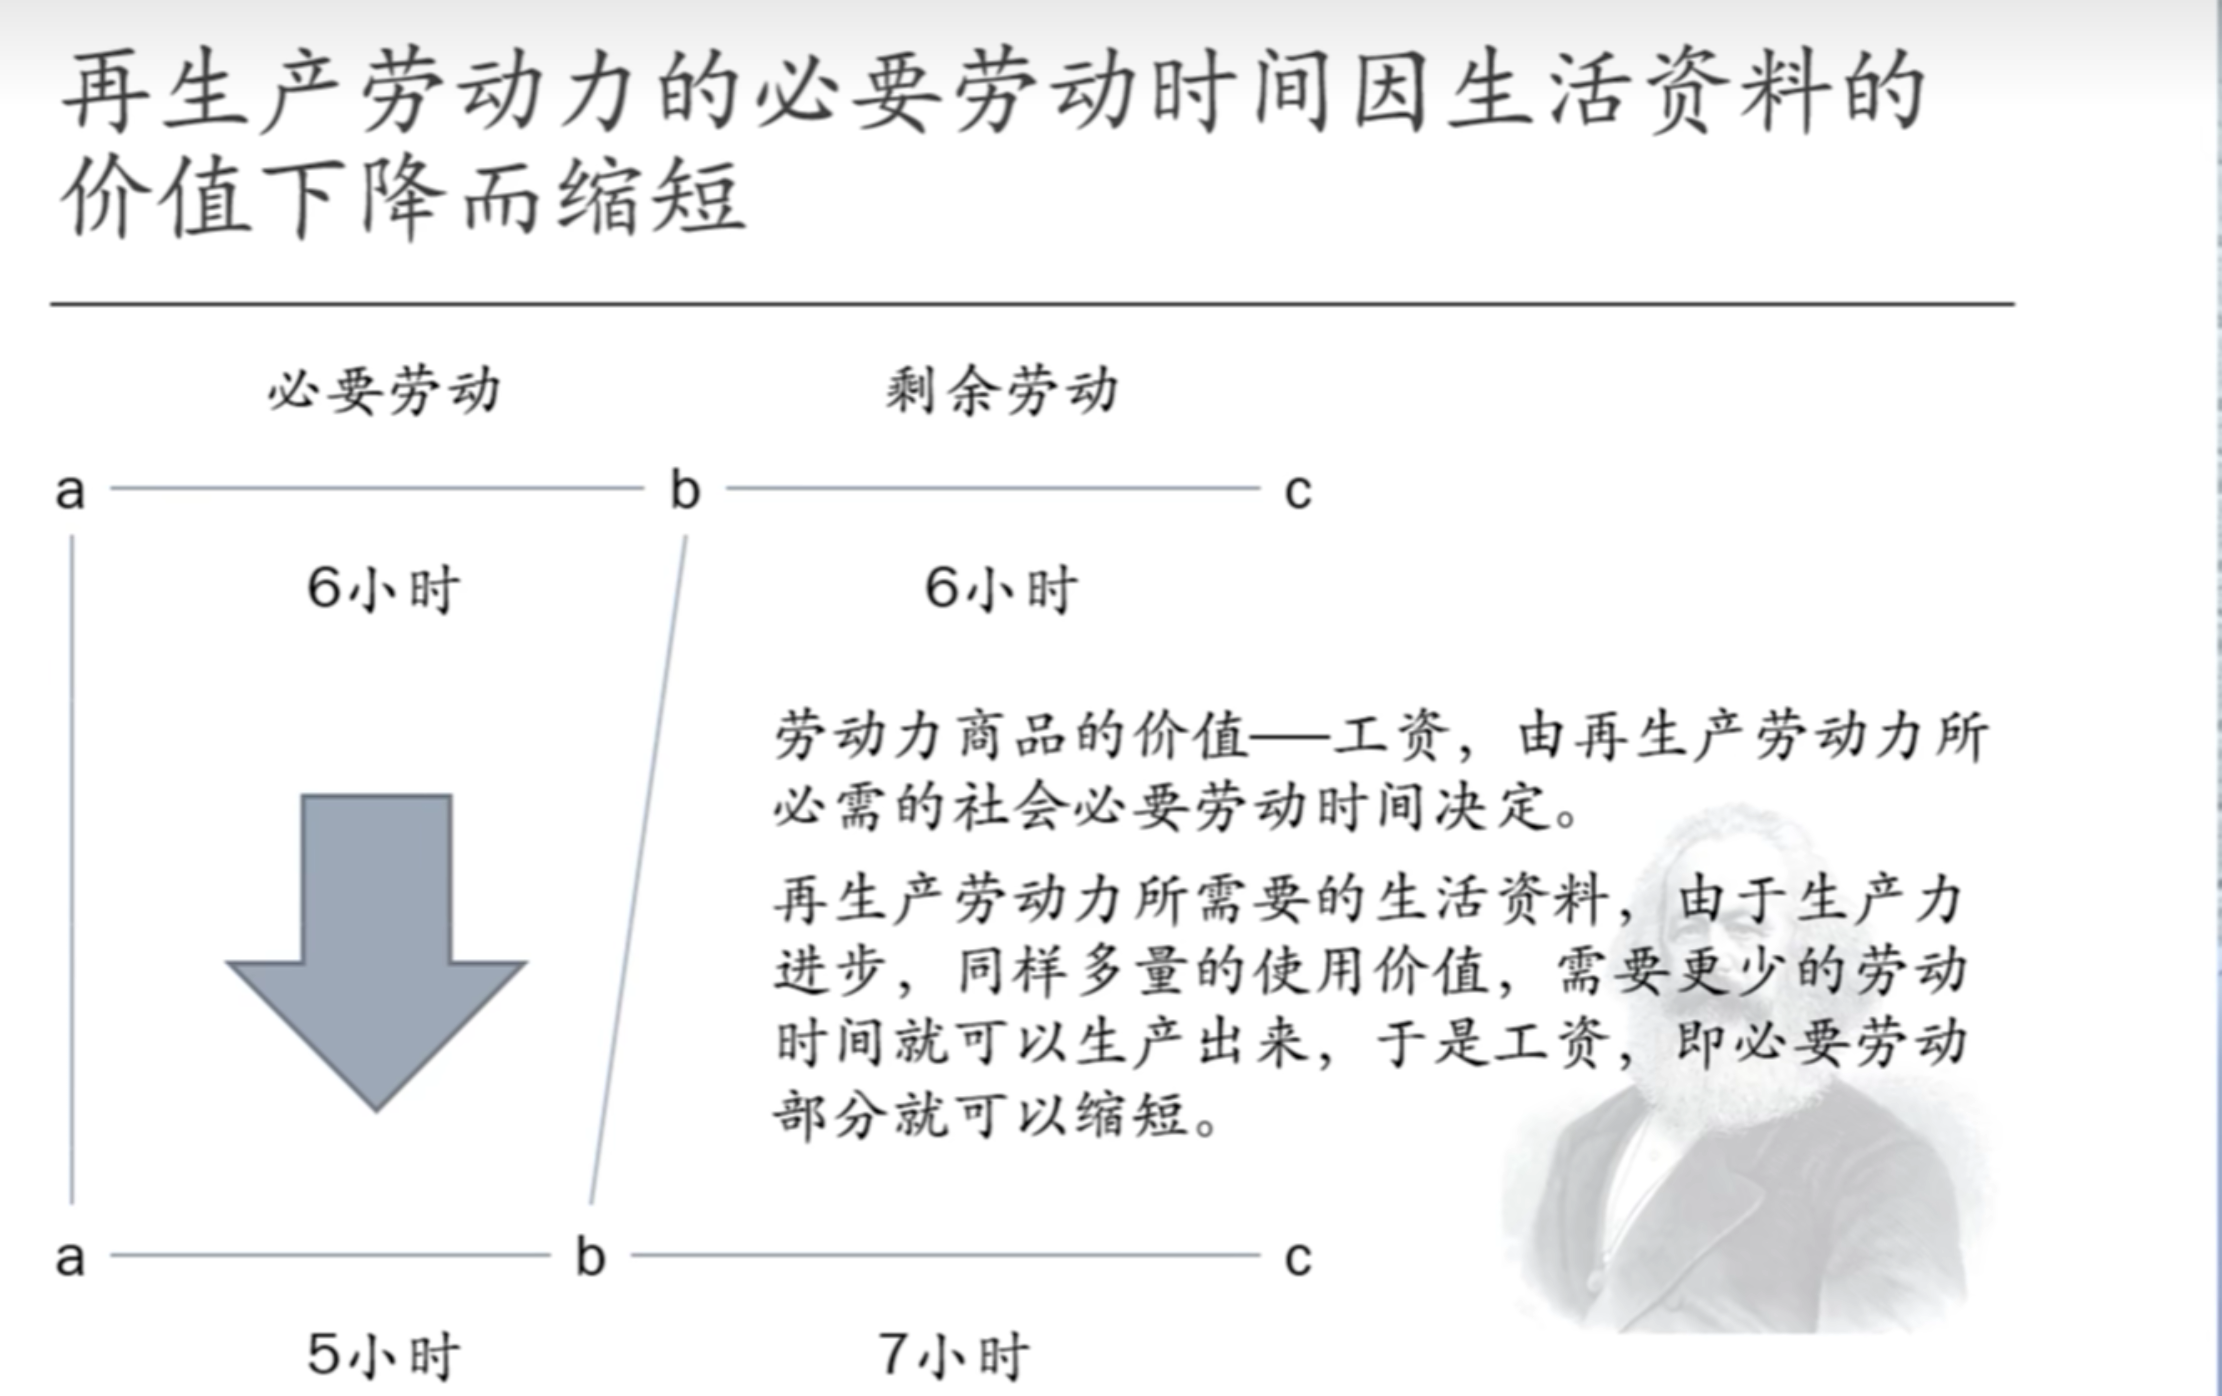 再生产劳动力的必要劳动时间因生活资料的
价值下降而缩短
必要劳动
剩余劳动
a
b
c
6小时
6小时
劳动力商品的价值——工资，由再生产劳动力所
必需的社会必要劳动时间决定。
再生产劳动力所需要的生活资料，由于生产力
进步，同样多量的使用价值，需要更少的劳动
时间就可以生产出来，于是工资，即必要劳动
部分就可以缩短。
a
b
c
5小时
7小时